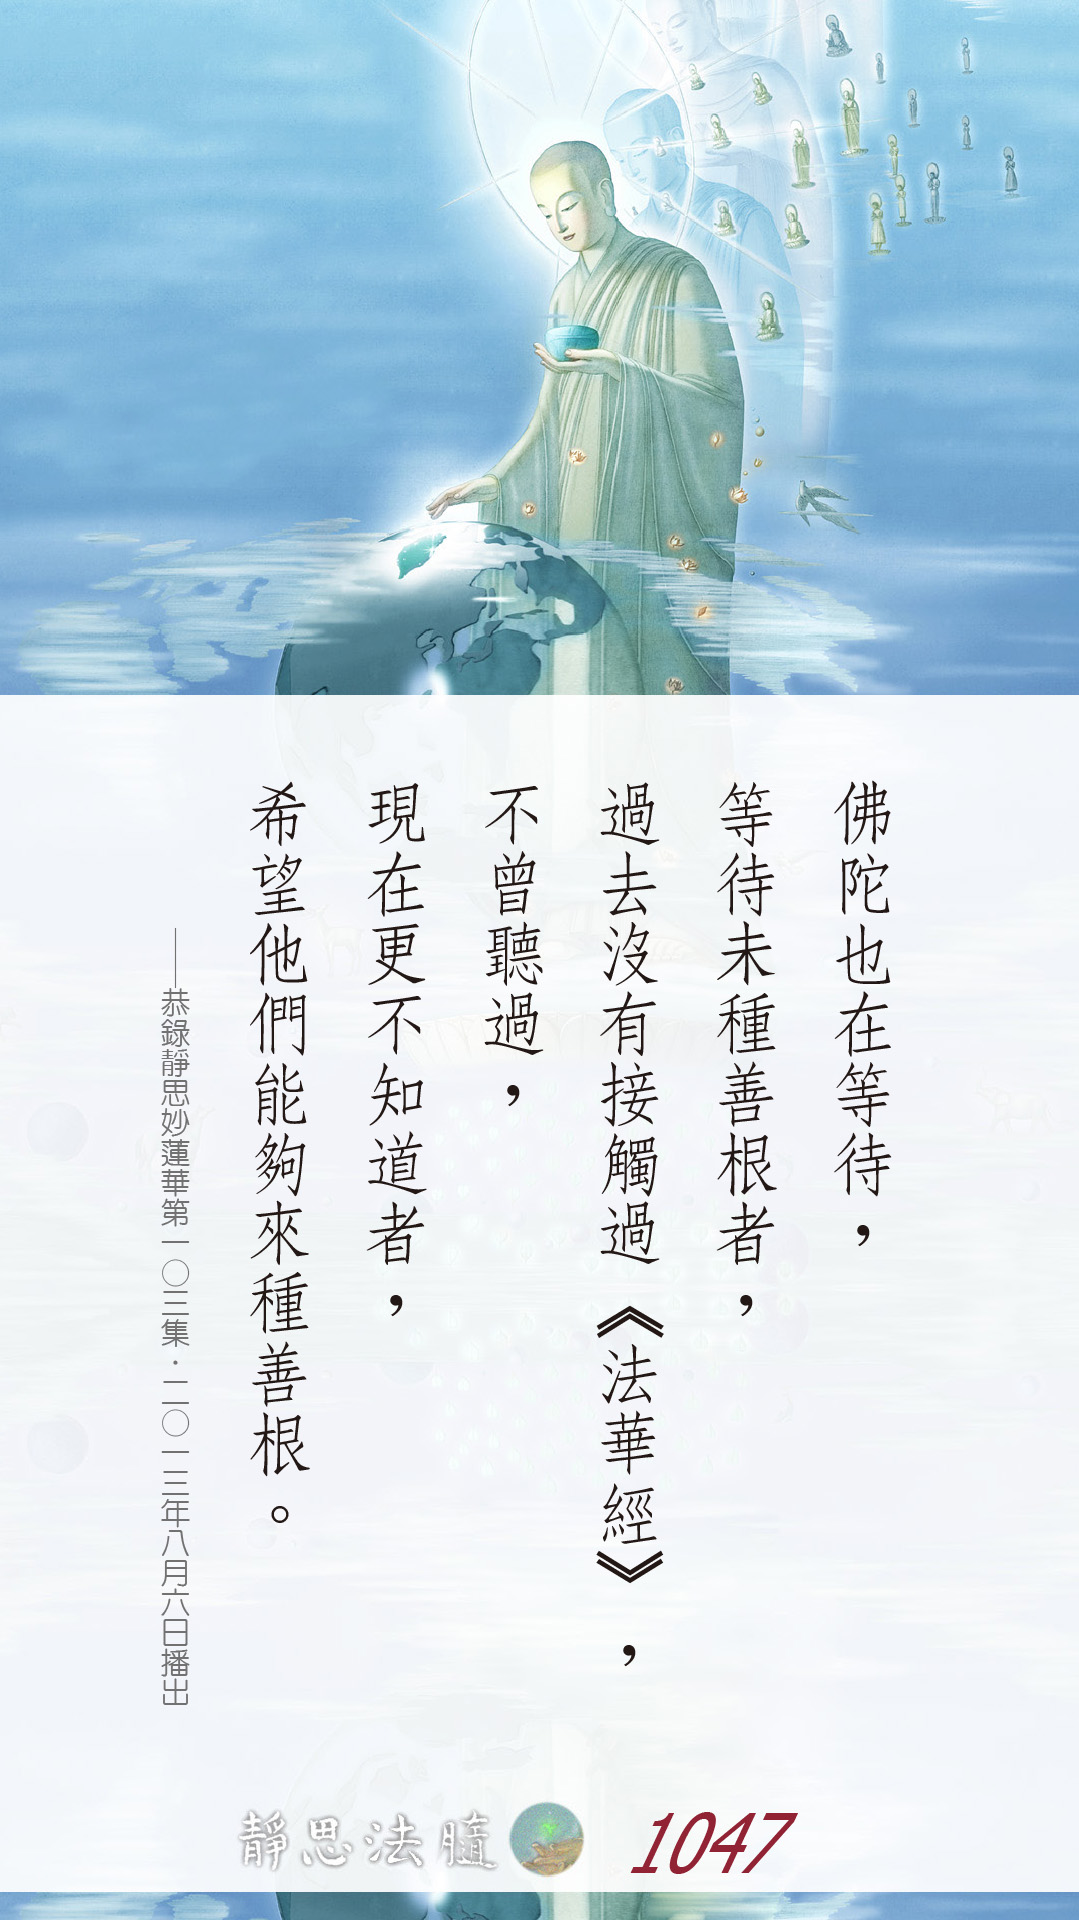 佛陀也在等待，
等待未種善根者，
過去沒有接觸過《法華經》，
不曾聽過，
現在更不知道者，
希望他們能夠來種善根。
——恭錄靜思妙蓮華第一〇三集・二〇一三年八月六日播出
靜思法髓 1047